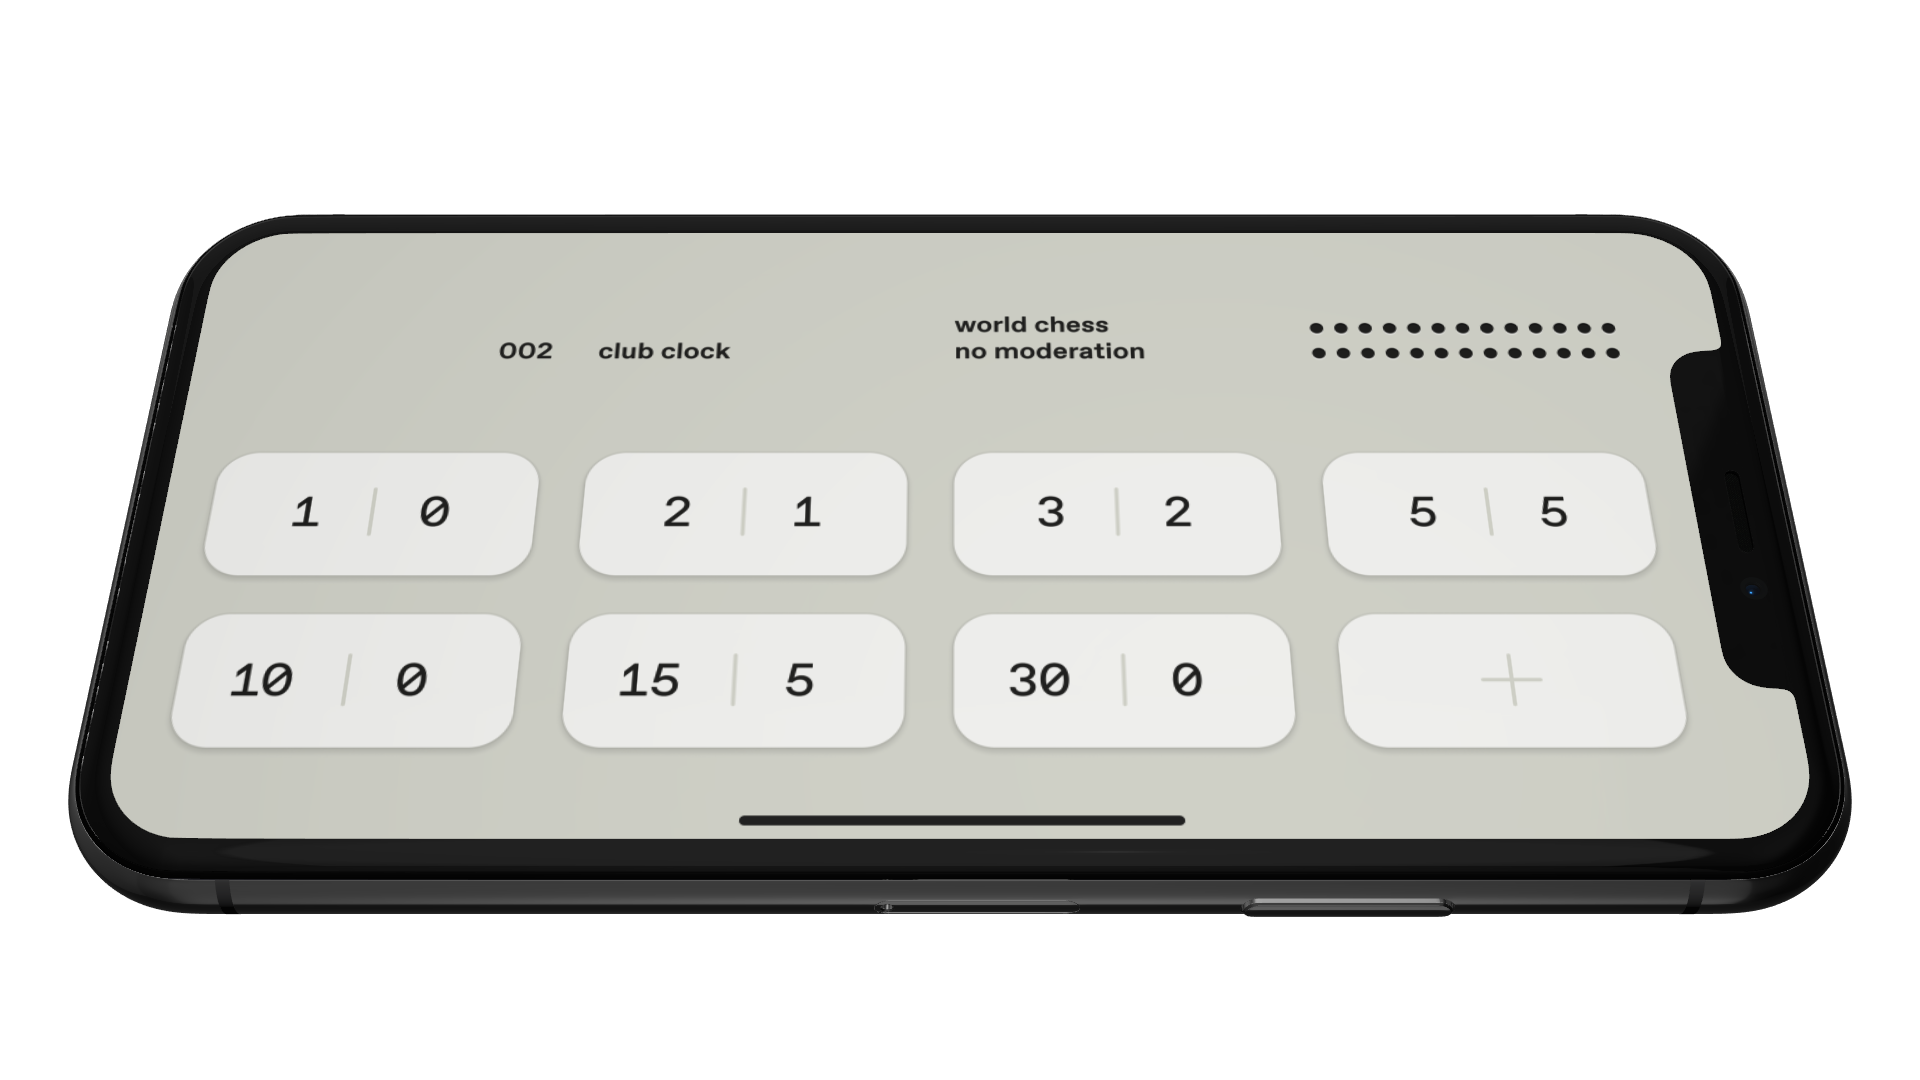 world chess
002 club clock no moderation
1 | 0 2 | 1 3 | 2 5 | 5
10 | 0 15 | 5 30 | 0 +